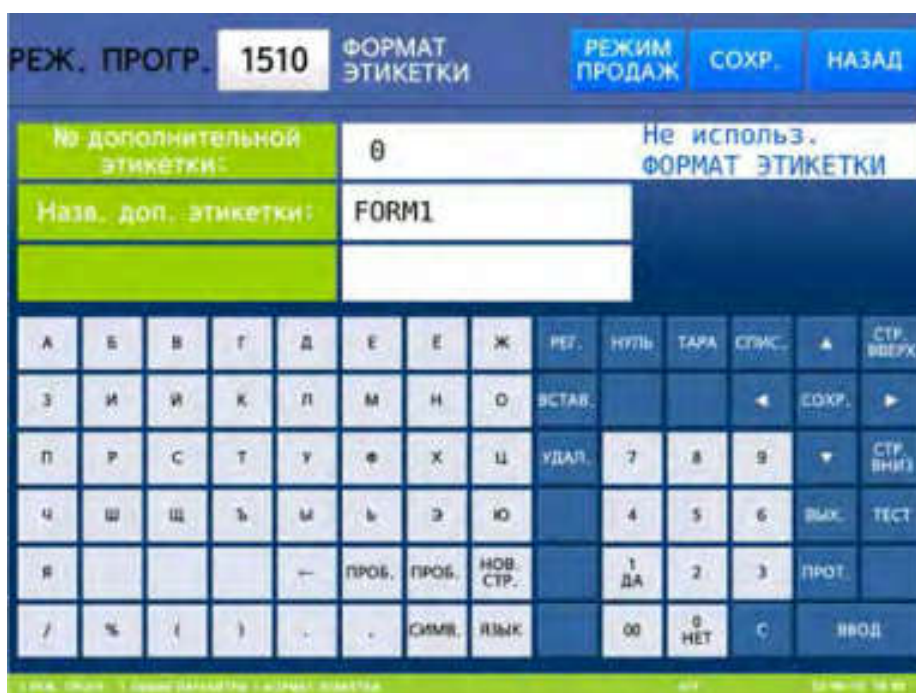 РЕЖ. ПРОГР. 1510 ФОРМАТ ЭТИКЕТКИ РЕЖИМ ПРОДАЖ СОХР. НАЗАД
№ дополнительной этикетки: 0 Не использ.
ФОРМАТ ЭТИКЕТКИ
Назв. доп. этикетки: FORM1
А Б В Г Д Е Ё Ж РЕГ. НУЛЬ ТАРА СПИС. ▲ СТР. ВВЕРХ
З И Й К Л М Н О ВСТАВ. ◄ СОХР. ►
П Р С Т У Ф Х Ц УДАЛ. 7 8 9 ▼ СТР. ВНИЗ
Ч Ш Щ Ъ Ы Ь Э Ю 4 5 6 ВЫХ. ТЕСТ
Я ← ПРОБ. ПРОБ. НОВ. СТР. 1 ДА 2 3 ПРОТ.
/ % ( ) СИМВ. ЯЗЫК 00 0 НЕТ C ВВОД